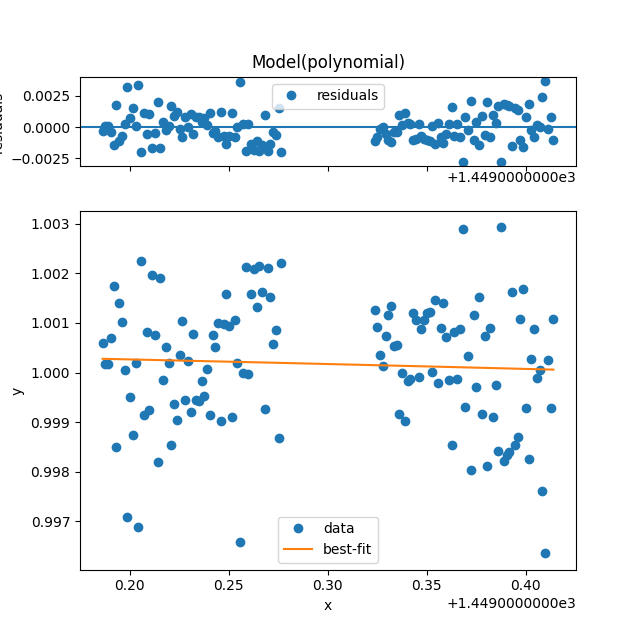 Model(polynomial)
residuals
0.0025
0.0000
−0.0025
residuals
+1.4490000000e3
1.003
1.002
1.001
1.000
0.999
0.998
0.997
y
data
best-fit
0.20 0.25 0.30 0.35 0.40
x
+1.4490000000e3